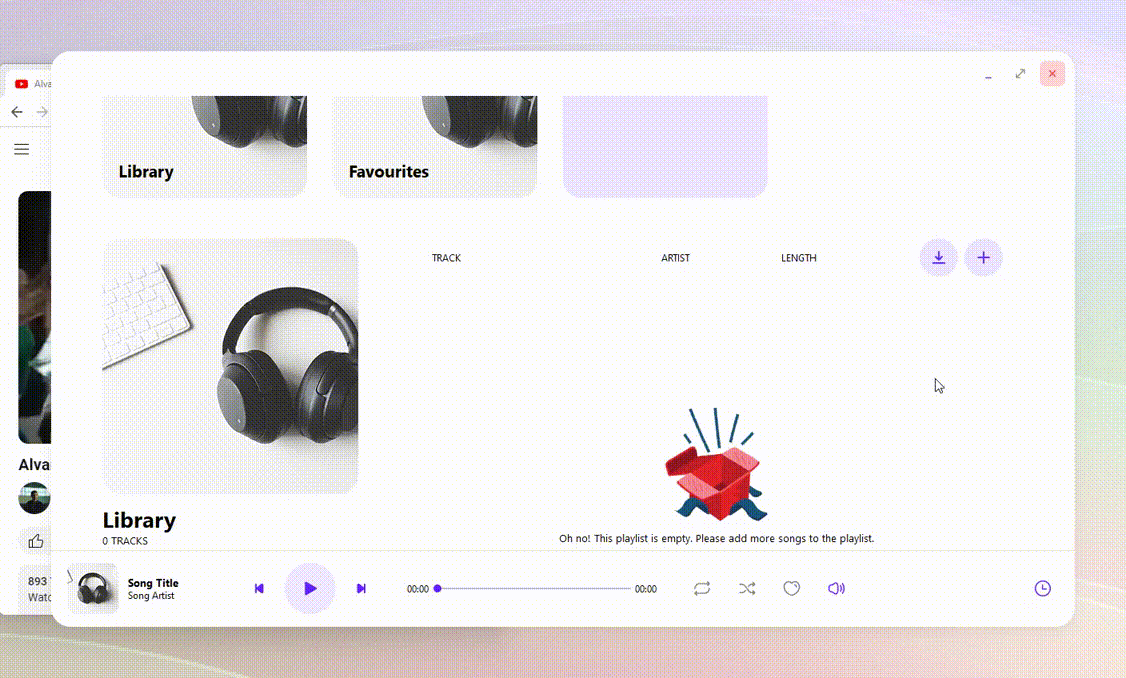 Alva
Library
Favourites
TRACK
ARTIST
LENGTH
Alva
Library
0 TRACKS
Oh no! This playlist is empty. Please add more songs to the playlist.
Song Title
Song Artist
00:00
00:00
893
Watc